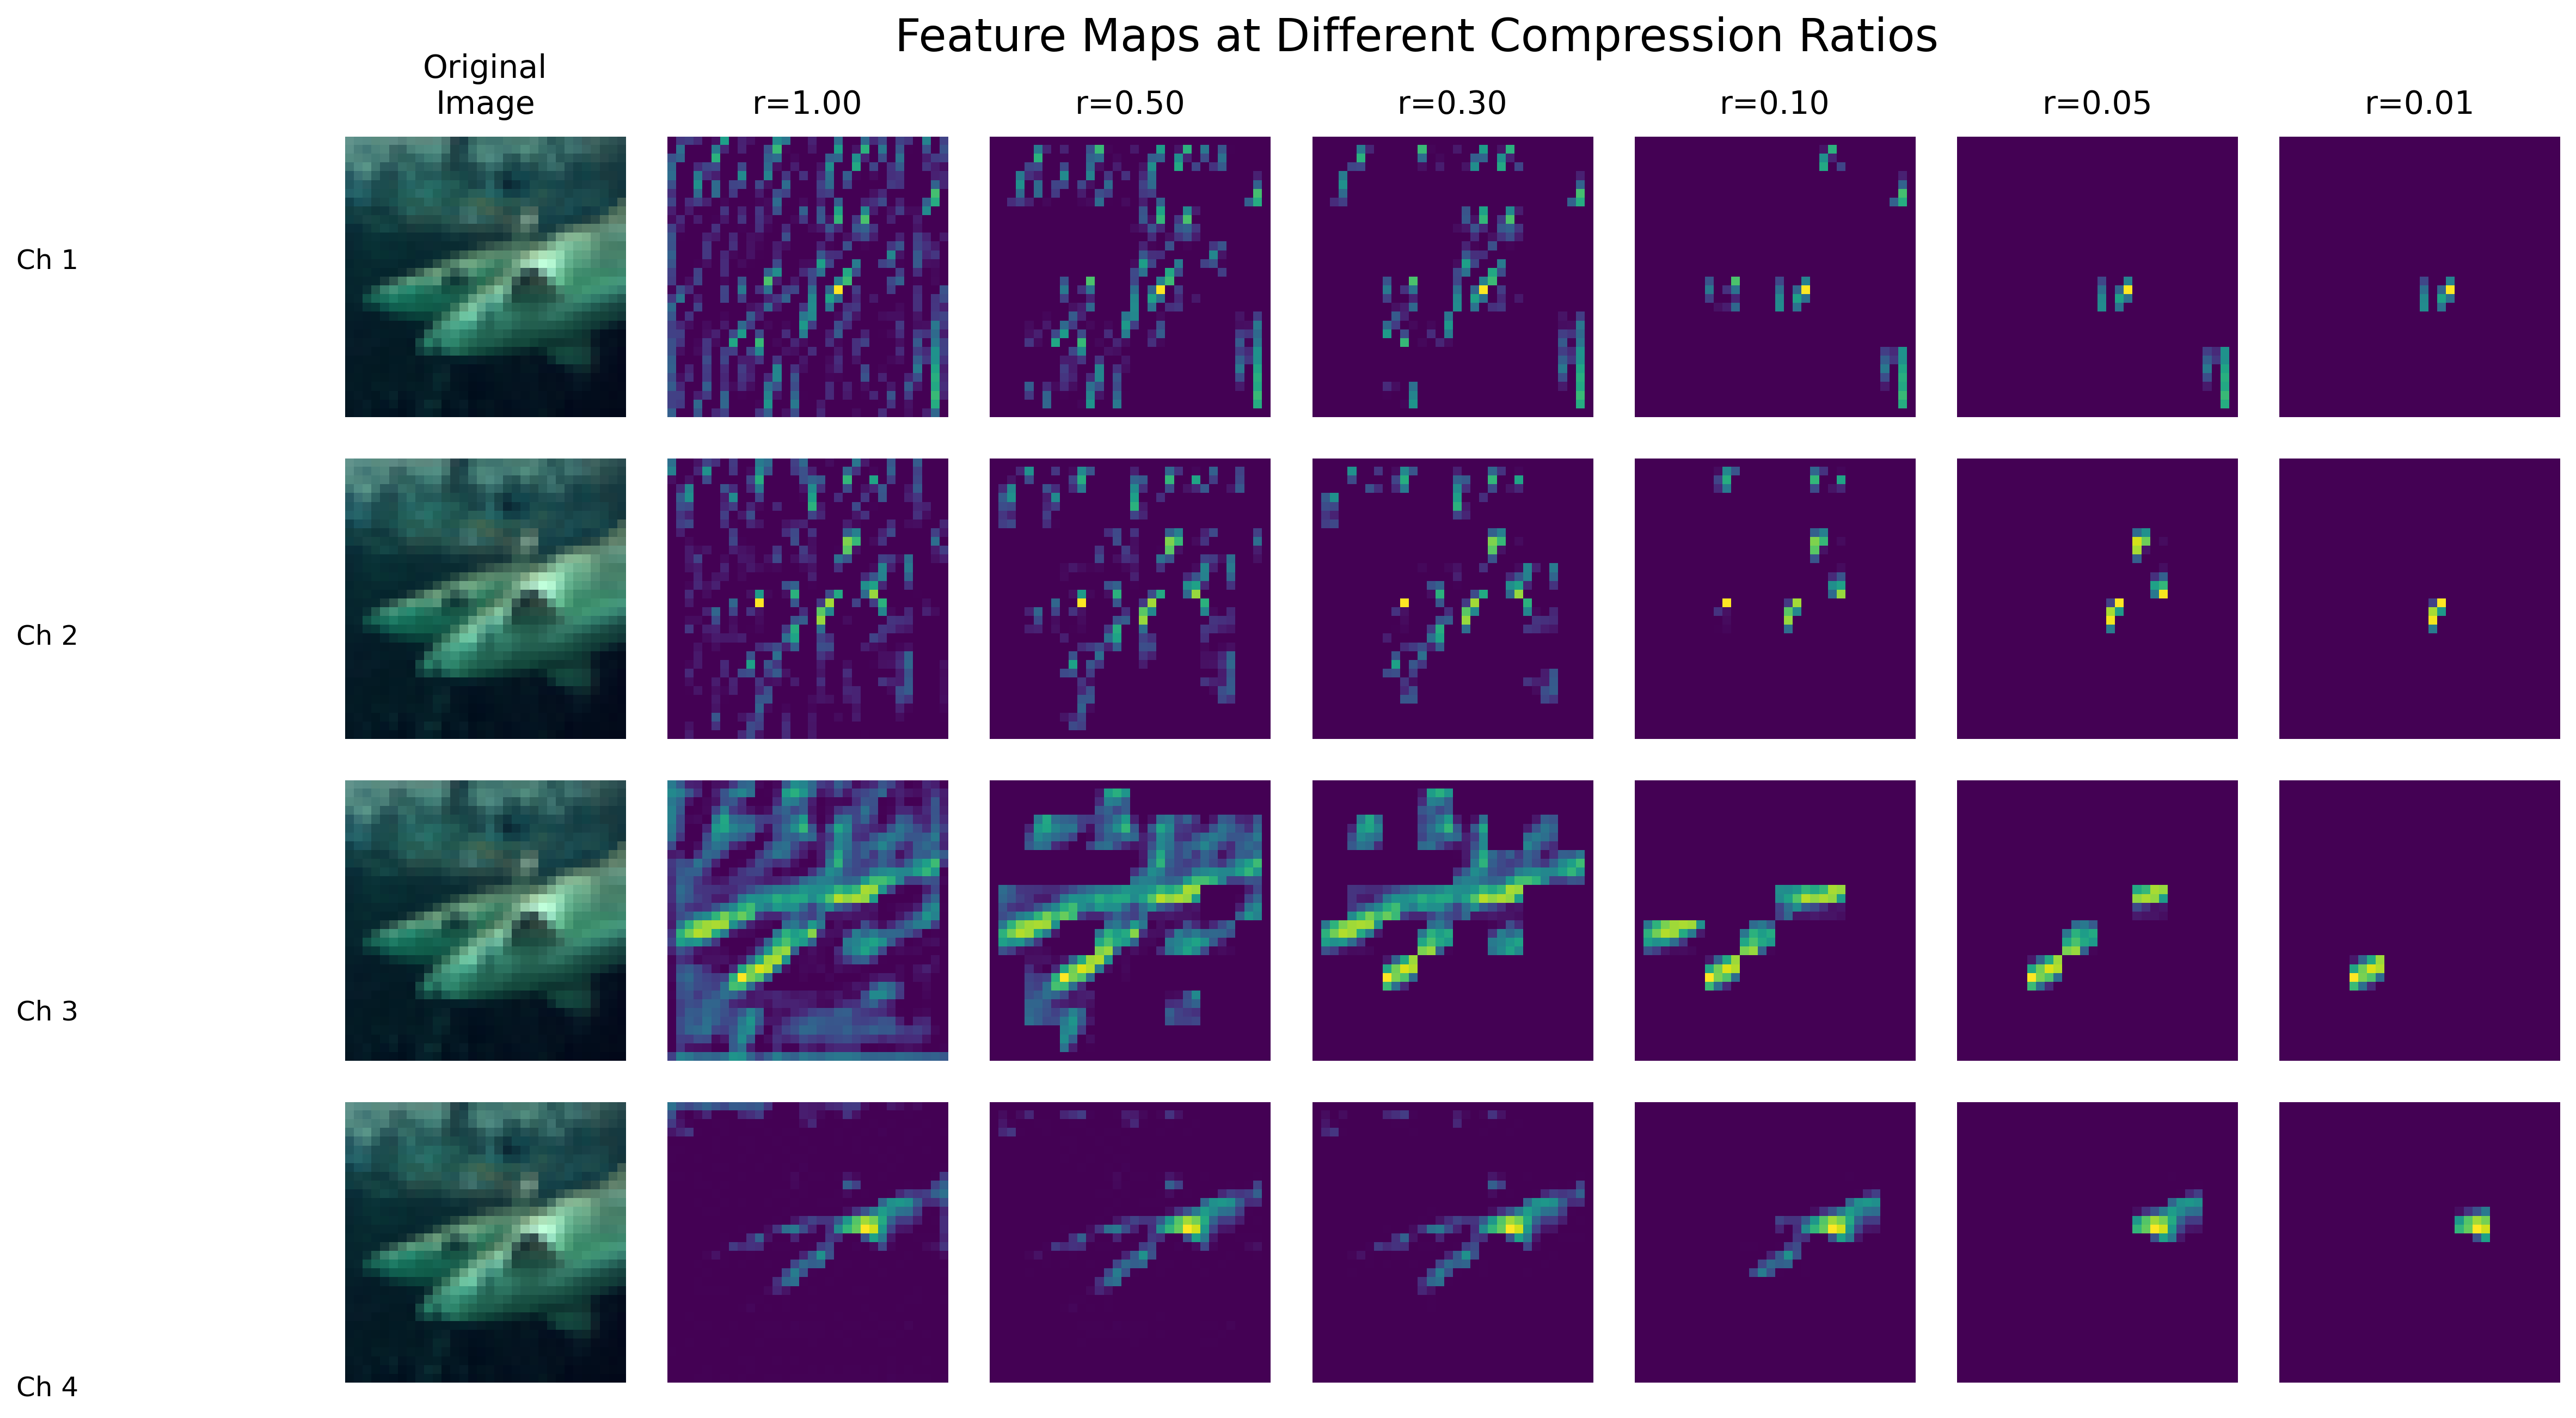 Feature Maps at Different Compression Ratios
Original
Image
r=1.00
r=0.50
r=0.30
r=0.10
r=0.05
r=0.01
Ch 1
Ch 2
Ch 3
Ch 4